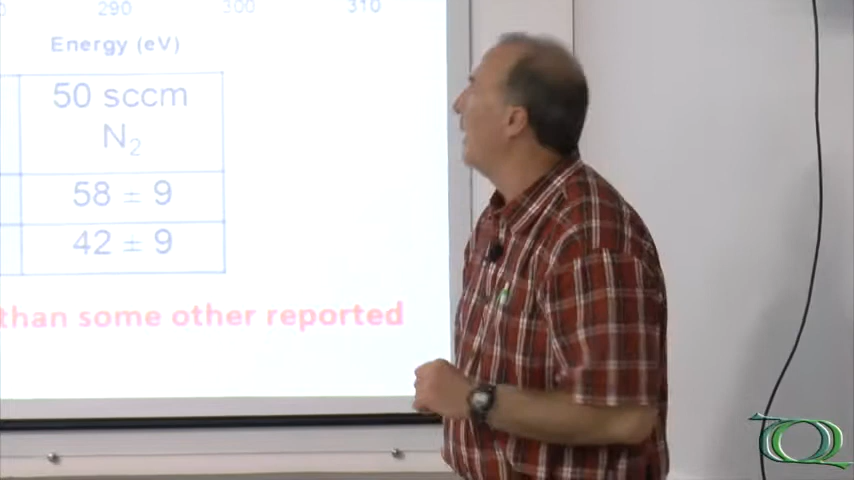 290 300 310
Energy (eV)
50 sccm
N₂
58 ± 9
42 ± 9
than some other reported